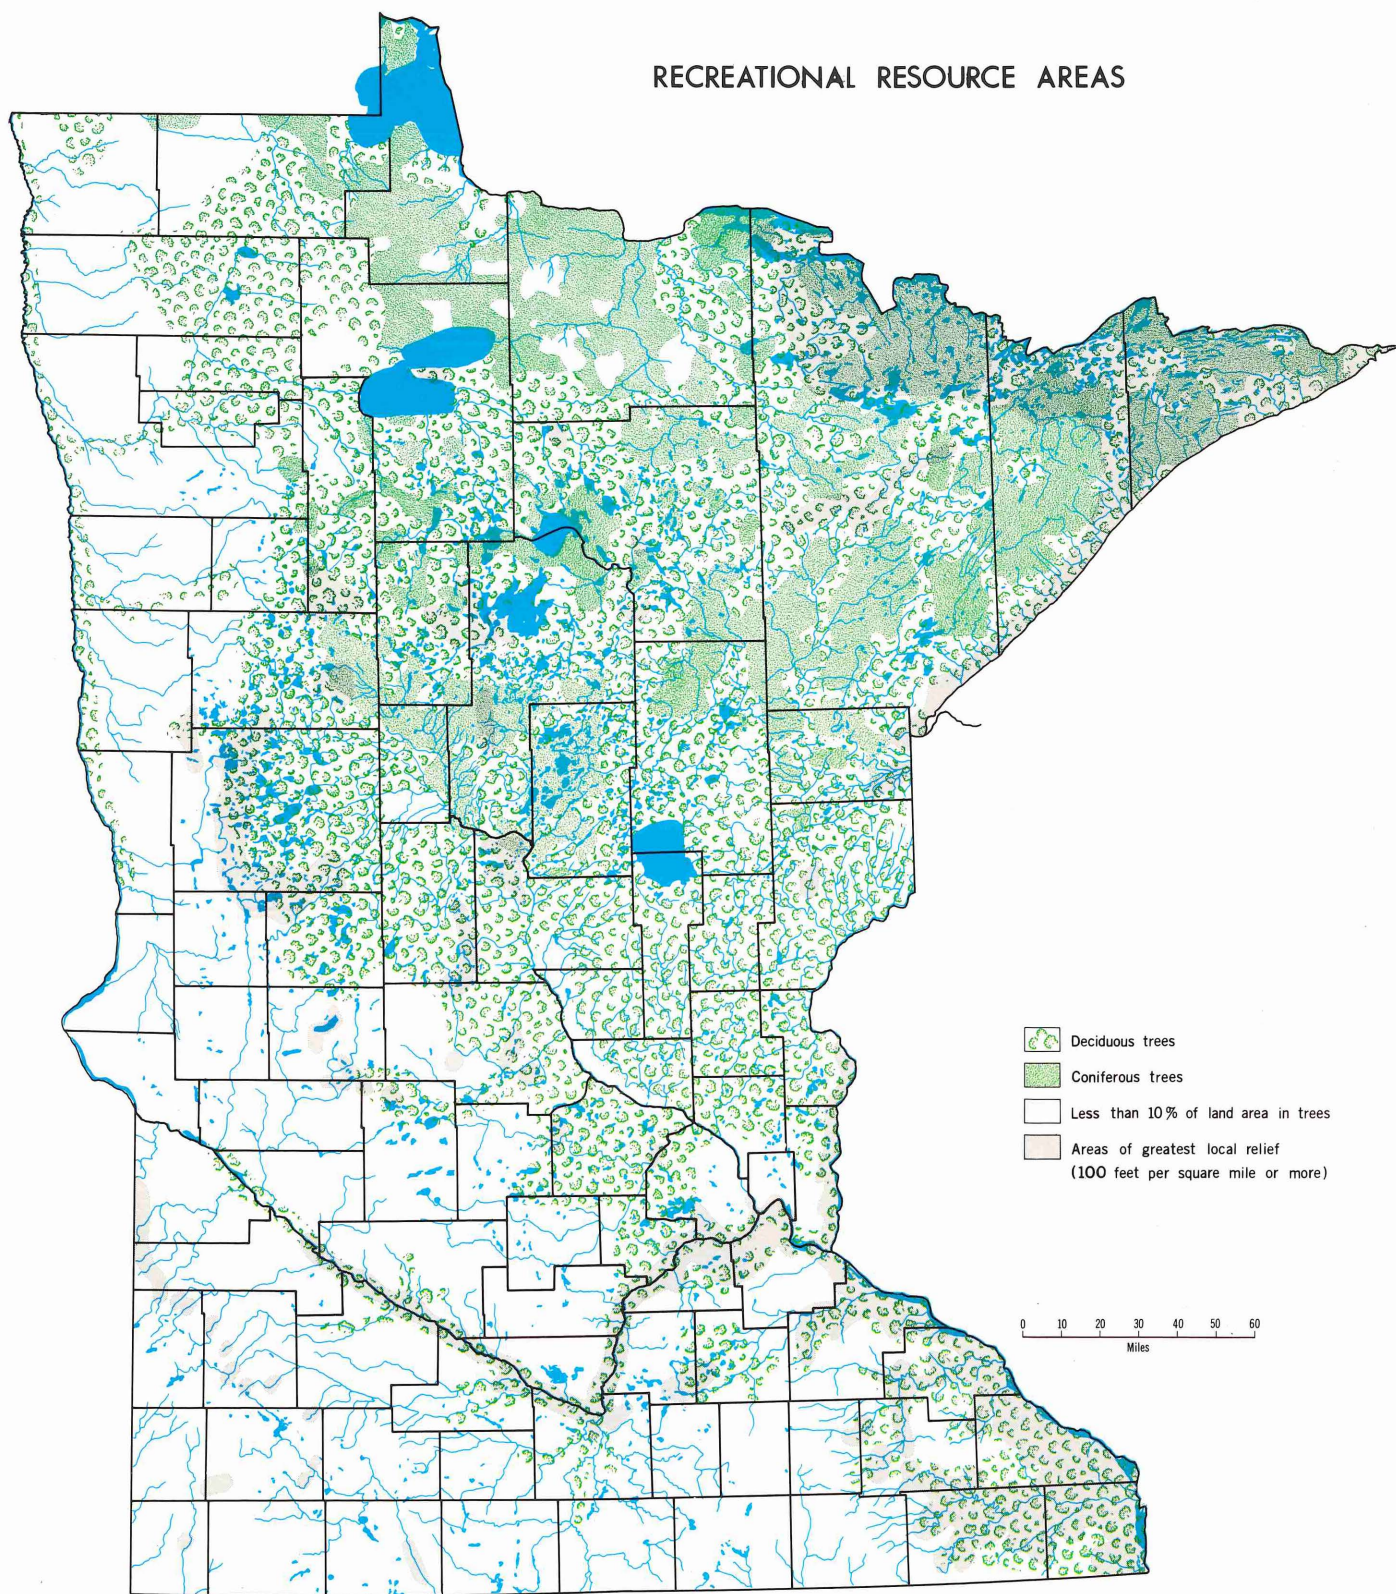 RECREATIONAL RESOURCE AREAS
Deciduous trees
Coniferous trees
Less than 10% of land area in trees
Areas of greatest local relief
(100 feet per square mile or more)
0 10 20 30 40 50 60
Miles